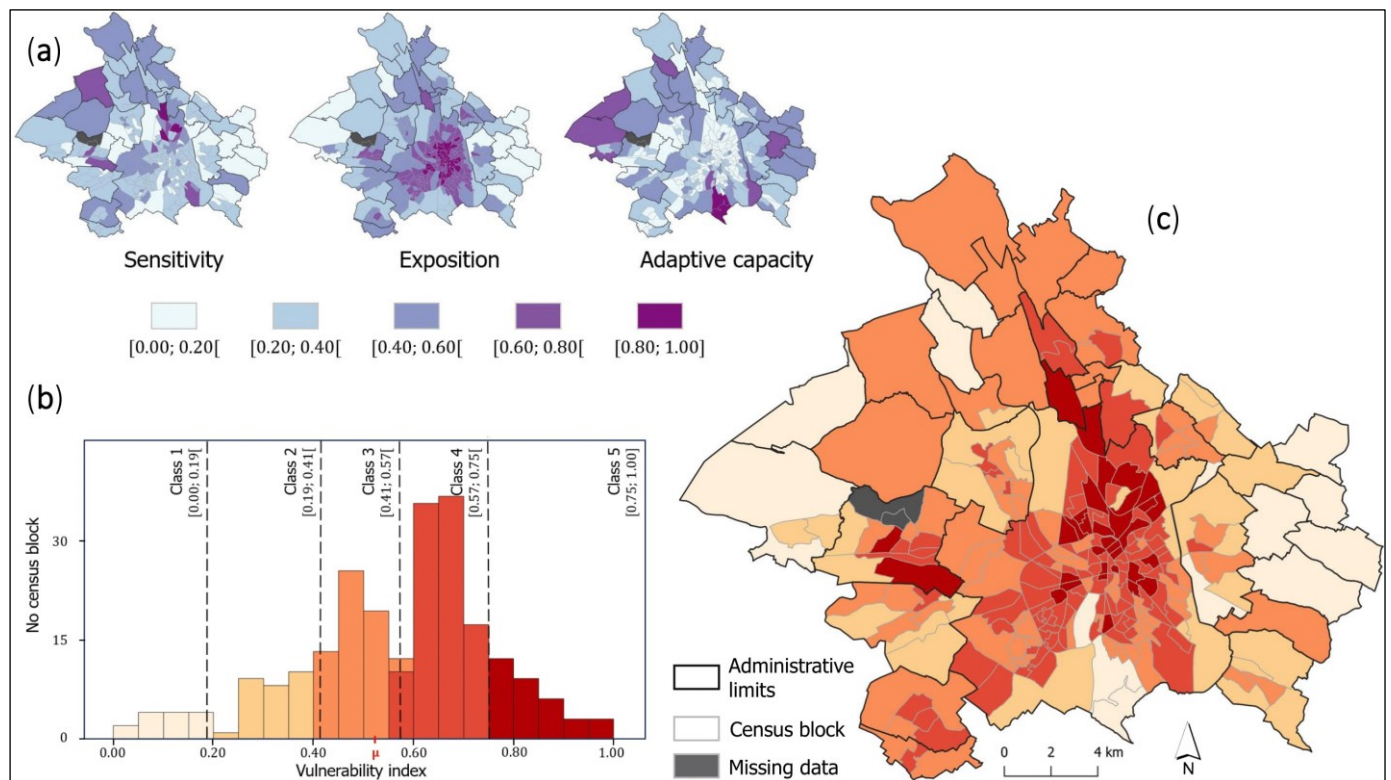 (a)
Sensitivity
Exposition
Adaptive capacity
[0.00; 0.20[
[0.20; 0.40[
[0.40; 0.60[
[0.60; 0.80[
[0.80; 1.00]
(b)
Class 1
[0.00; 0.19[
Class 2
[0.19; 0.41[
Class 3
[0.41; 0.57[
Class 4
[0.57; 0.75[
Class 5
[0.75; 1.00]
No census block
30
15
0
0.00
0.20
0.40
µ
0.60
0.80
1.00
Vulnerability index
(c)
Administrative
limits
Census block
Missing data
0 2 4 km
N